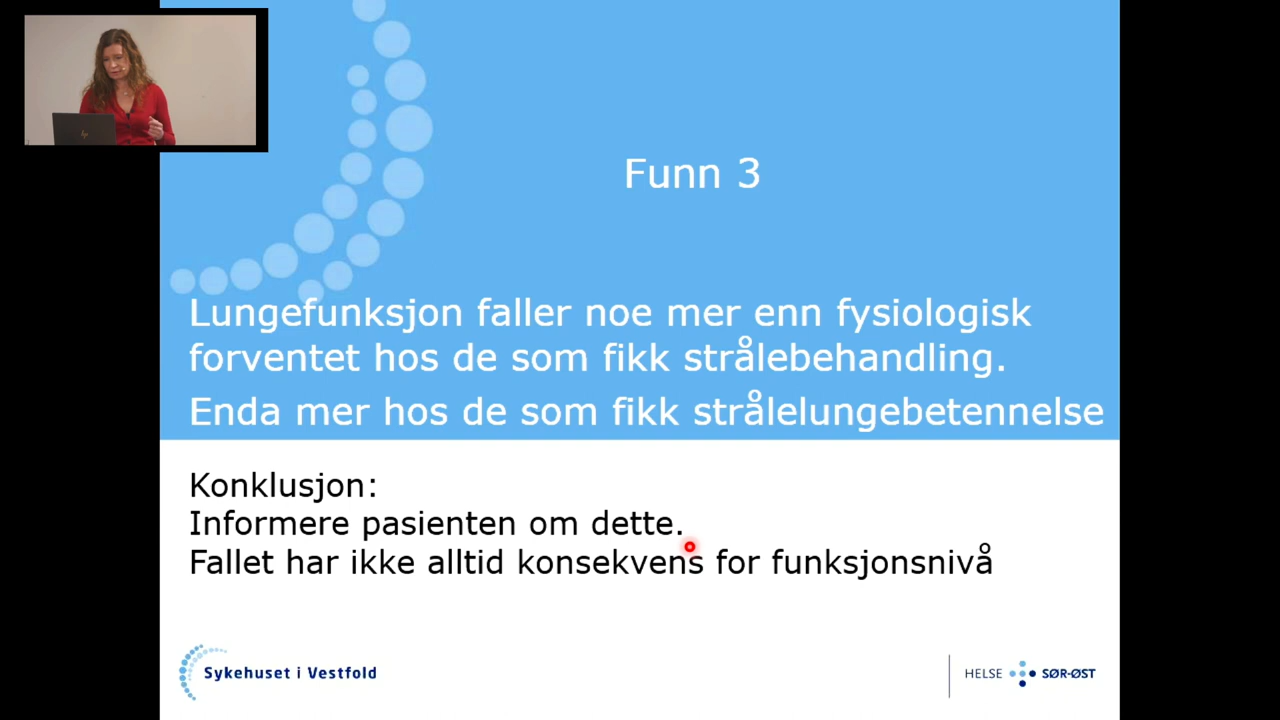 Funn 3
Lungefunksjon faller noe mer enn fysiologisk
forventet hos de som fikk strålebehandling.
Enda mer hos de som fikk strålelungebetennelse
Konklusjon:
Informere pasienten om dette.
Fallet har ikke alltid konsekvens for funksjonsnivå
Sykehuset i Vestfold
HELSE SØR-ØST